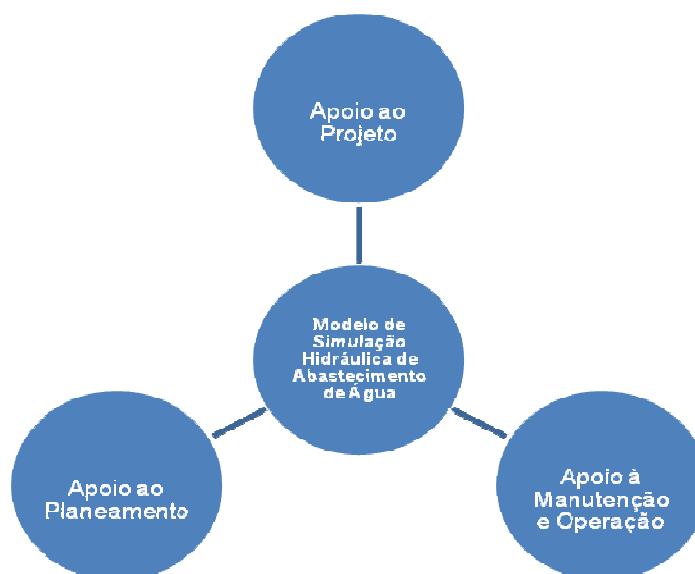 Apoio ao
Projeto
Modelo de
Simulação
Hidráulica de
Abastecimento
de Água
Apoio ao
Planeamento
Apoio à
Manutenção
e Operação